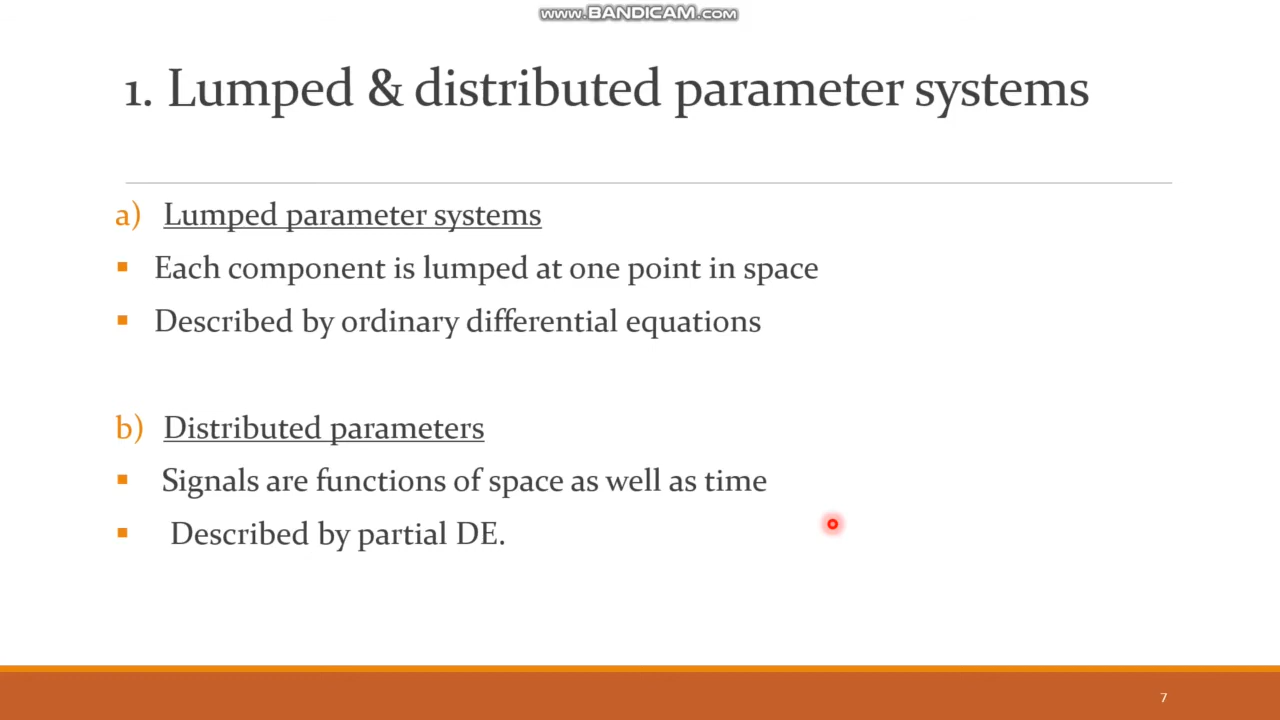 www.BANDICAM.com
1. Lumped & distributed parameter systems
a) Lumped parameter systems
▪ Each component is lumped at one point in space
▪ Described by ordinary differential equations
b) Distributed parameters
▪ Signals are functions of space as well as time
▪ Described by partial DE.
7